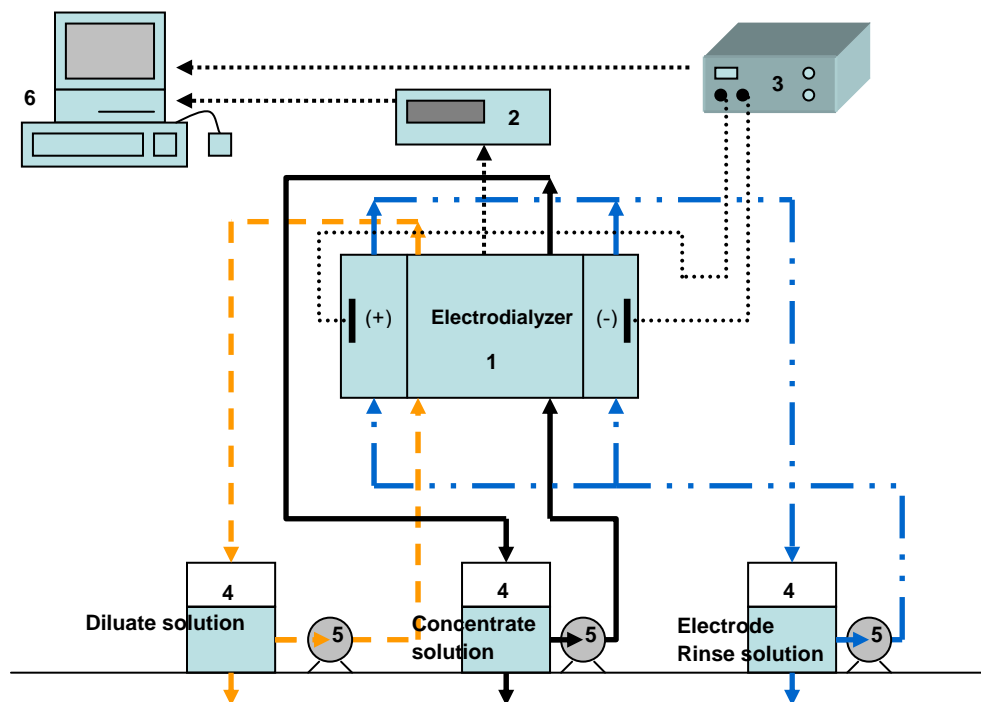 6
3
2
(+)
Electrodialyzer
(-)
1
4
4
4
Diluate solution
5
Concentrate
solution
5
Electrode
Rinse solution
5